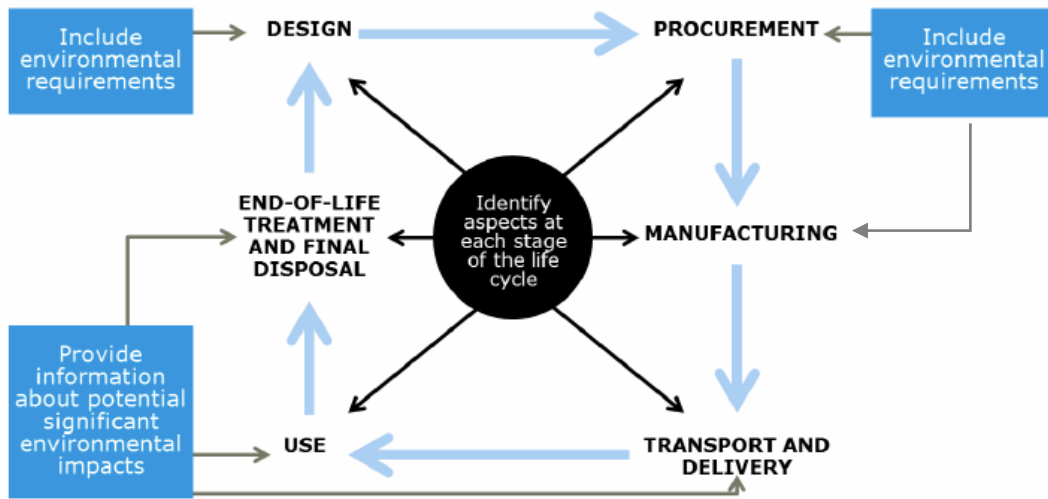 Include
environmental
requirements
DESIGN
PROCUREMENT
Include
environmental
requirements
END-OF-LIFE
TREATMENT
AND FINAL
DISPOSAL
Identify
aspects at
each stage
of the life
cycle
MANUFACTURING
Provide
information
about potential
significant
environmental
impacts
USE
TRANSPORT AND
DELIVERY